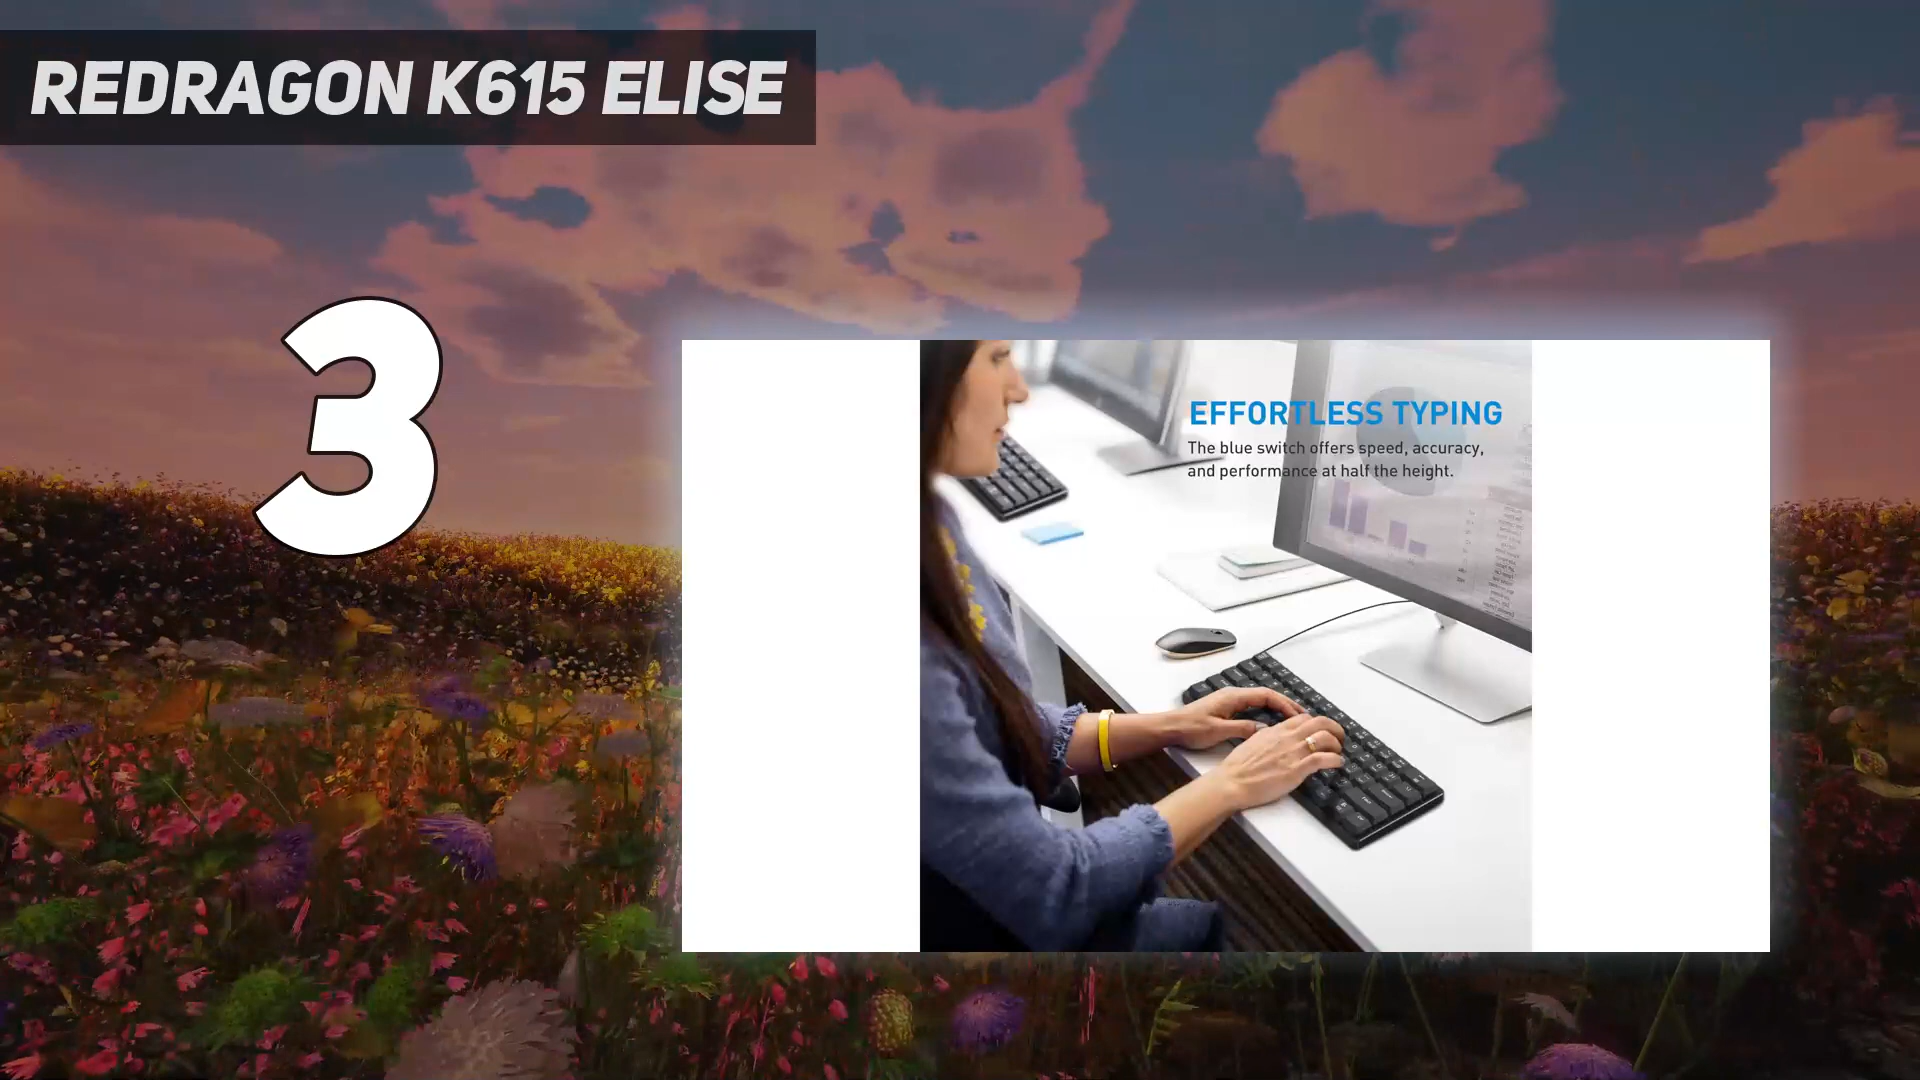 REDRAGON K615 ELISE
3
EFFORTLESS TYPING
The blue switch offers speed, accuracy,
and performance at half the height.